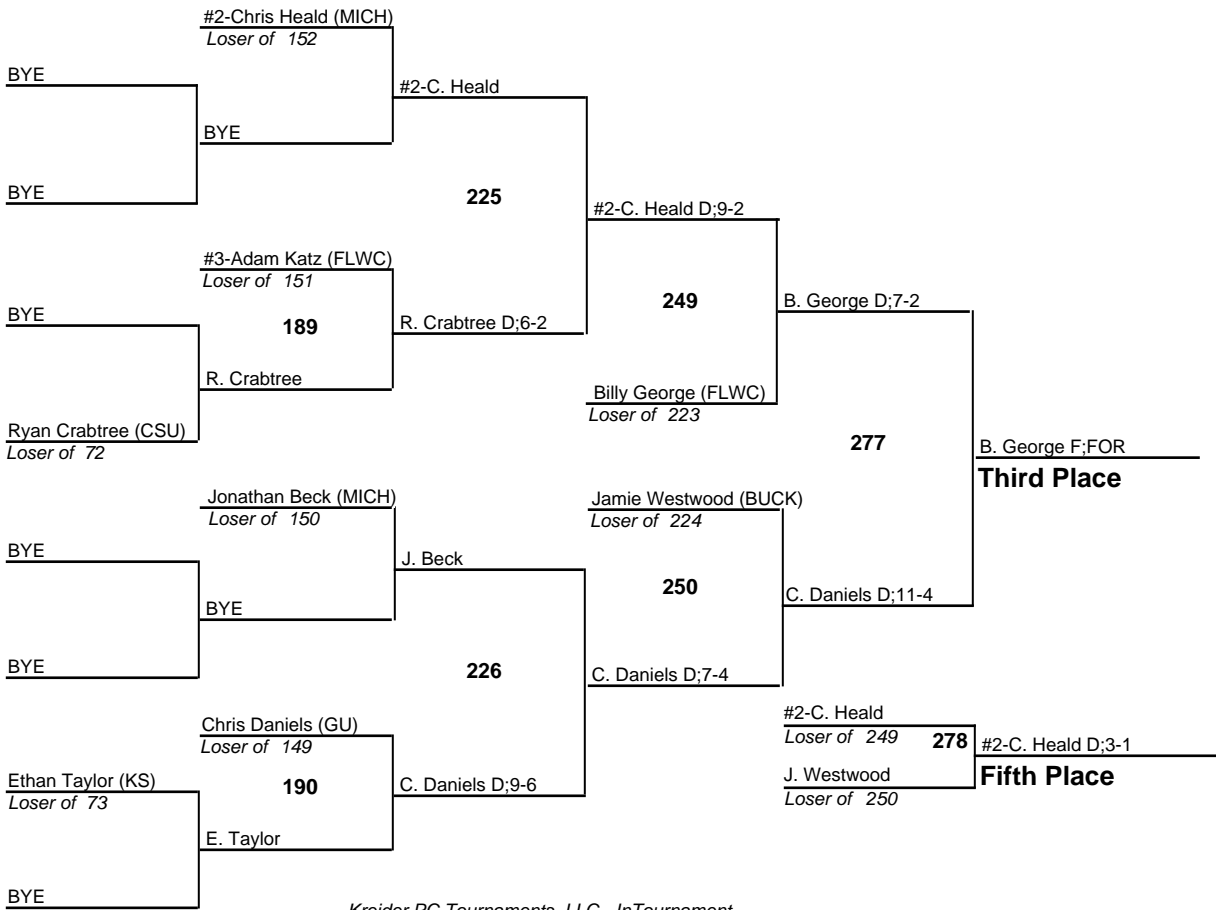 #2-Chris Heald (MICH)
Loser of 152
BYE
#2-C. Heald
BYE
BYE
225
#2-C. Heald D;9-2
#3-Adam Katz (FLWC)
Loser of 151
BYE
189
R. Crabtree D;6-2
249
B. George D;7-2
R. Crabtree
Billy George (FLWC)
Loser of 223
Ryan Crabtree (CSU)
Loser of 72
277
B. George F;FOR
Third Place
Jonathan Beck (MICH)
Loser of 150
Jamie Westwood (BUCK)
Loser of 224
BYE
J. Beck
250
C. Daniels D;11-4
BYE
BYE
226
C. Daniels D;7-4
Chris Daniels (GU)
Loser of 149
#2-C. Heald
Loser of 249
278
#2-C. Heald D;3-1
Fifth Place
Ethan Taylor (KS)
Loser of 73
190
C. Daniels D;9-6
J. Westwood
Loser of 250
E. Taylor
BYE
Kreider PC Tournaments, LLC - InTournament